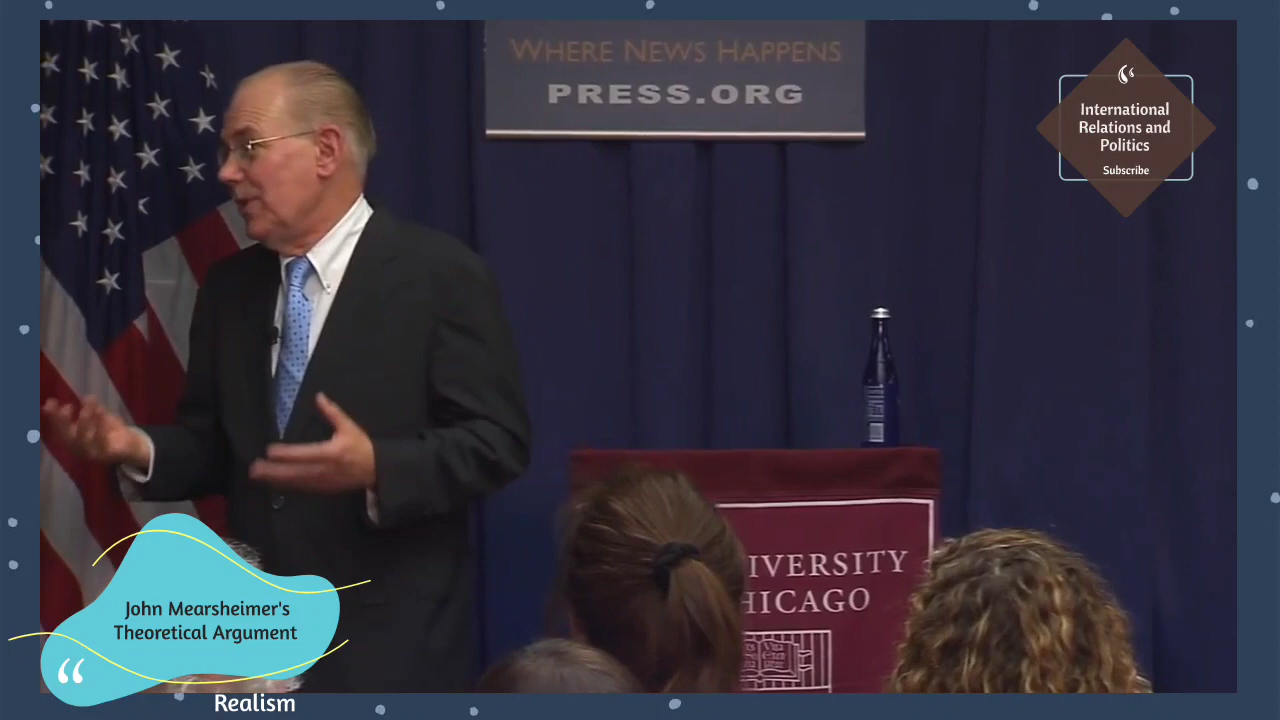 WHERE NEWS HAPPENS
PRESS.ORG
International
Relations and
Politics
Subscribe
IVERSITY
HICAGO
John Mearsheimer's
Theoretical Argument
Realism